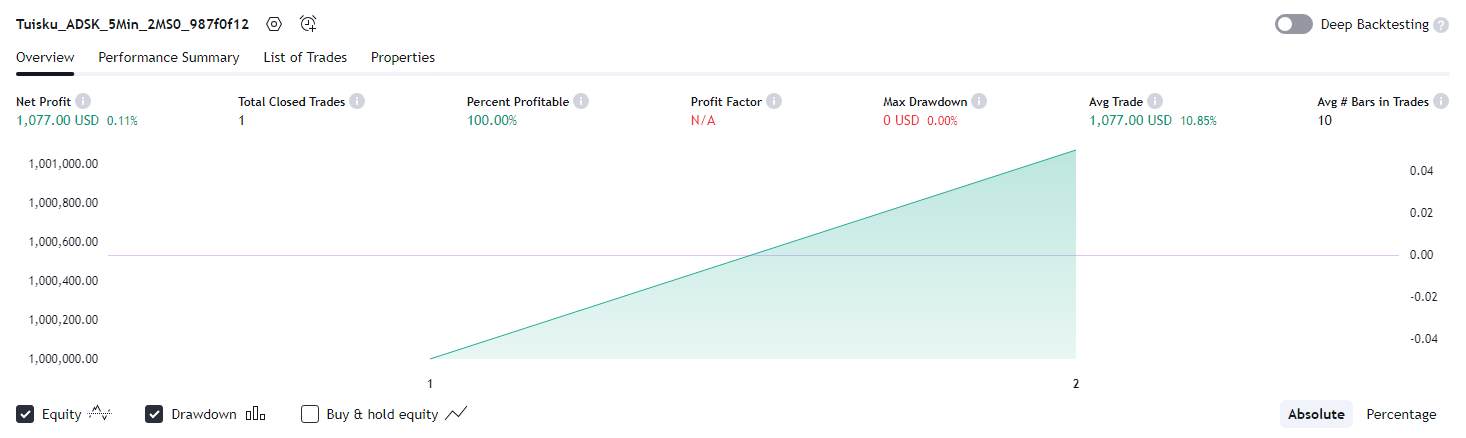 Tuisku_ADSK_5Min_2MS0_987f0f12
Deep Backtesting ?
Overview Performance Summary List of Trades Properties
Net Profit i Total Closed Trades i Percent Profitable i Profit Factor i Max Drawdown i Avg Trade i Avg # Bars in Trades i
1,077.00 USD 0.11% 1 100.00% N/A 0 USD 0.00% 1,077.00 USD 10.85% 10
1,001,000.00 0.04
1,000,800.00 0.02
1,000,600.00 0.00
1,000,400.00 -0.02
1,000,200.00 -0.04
1,000,000.00
1 2
Equity Drawdown Buy & hold equity Absolute Percentage